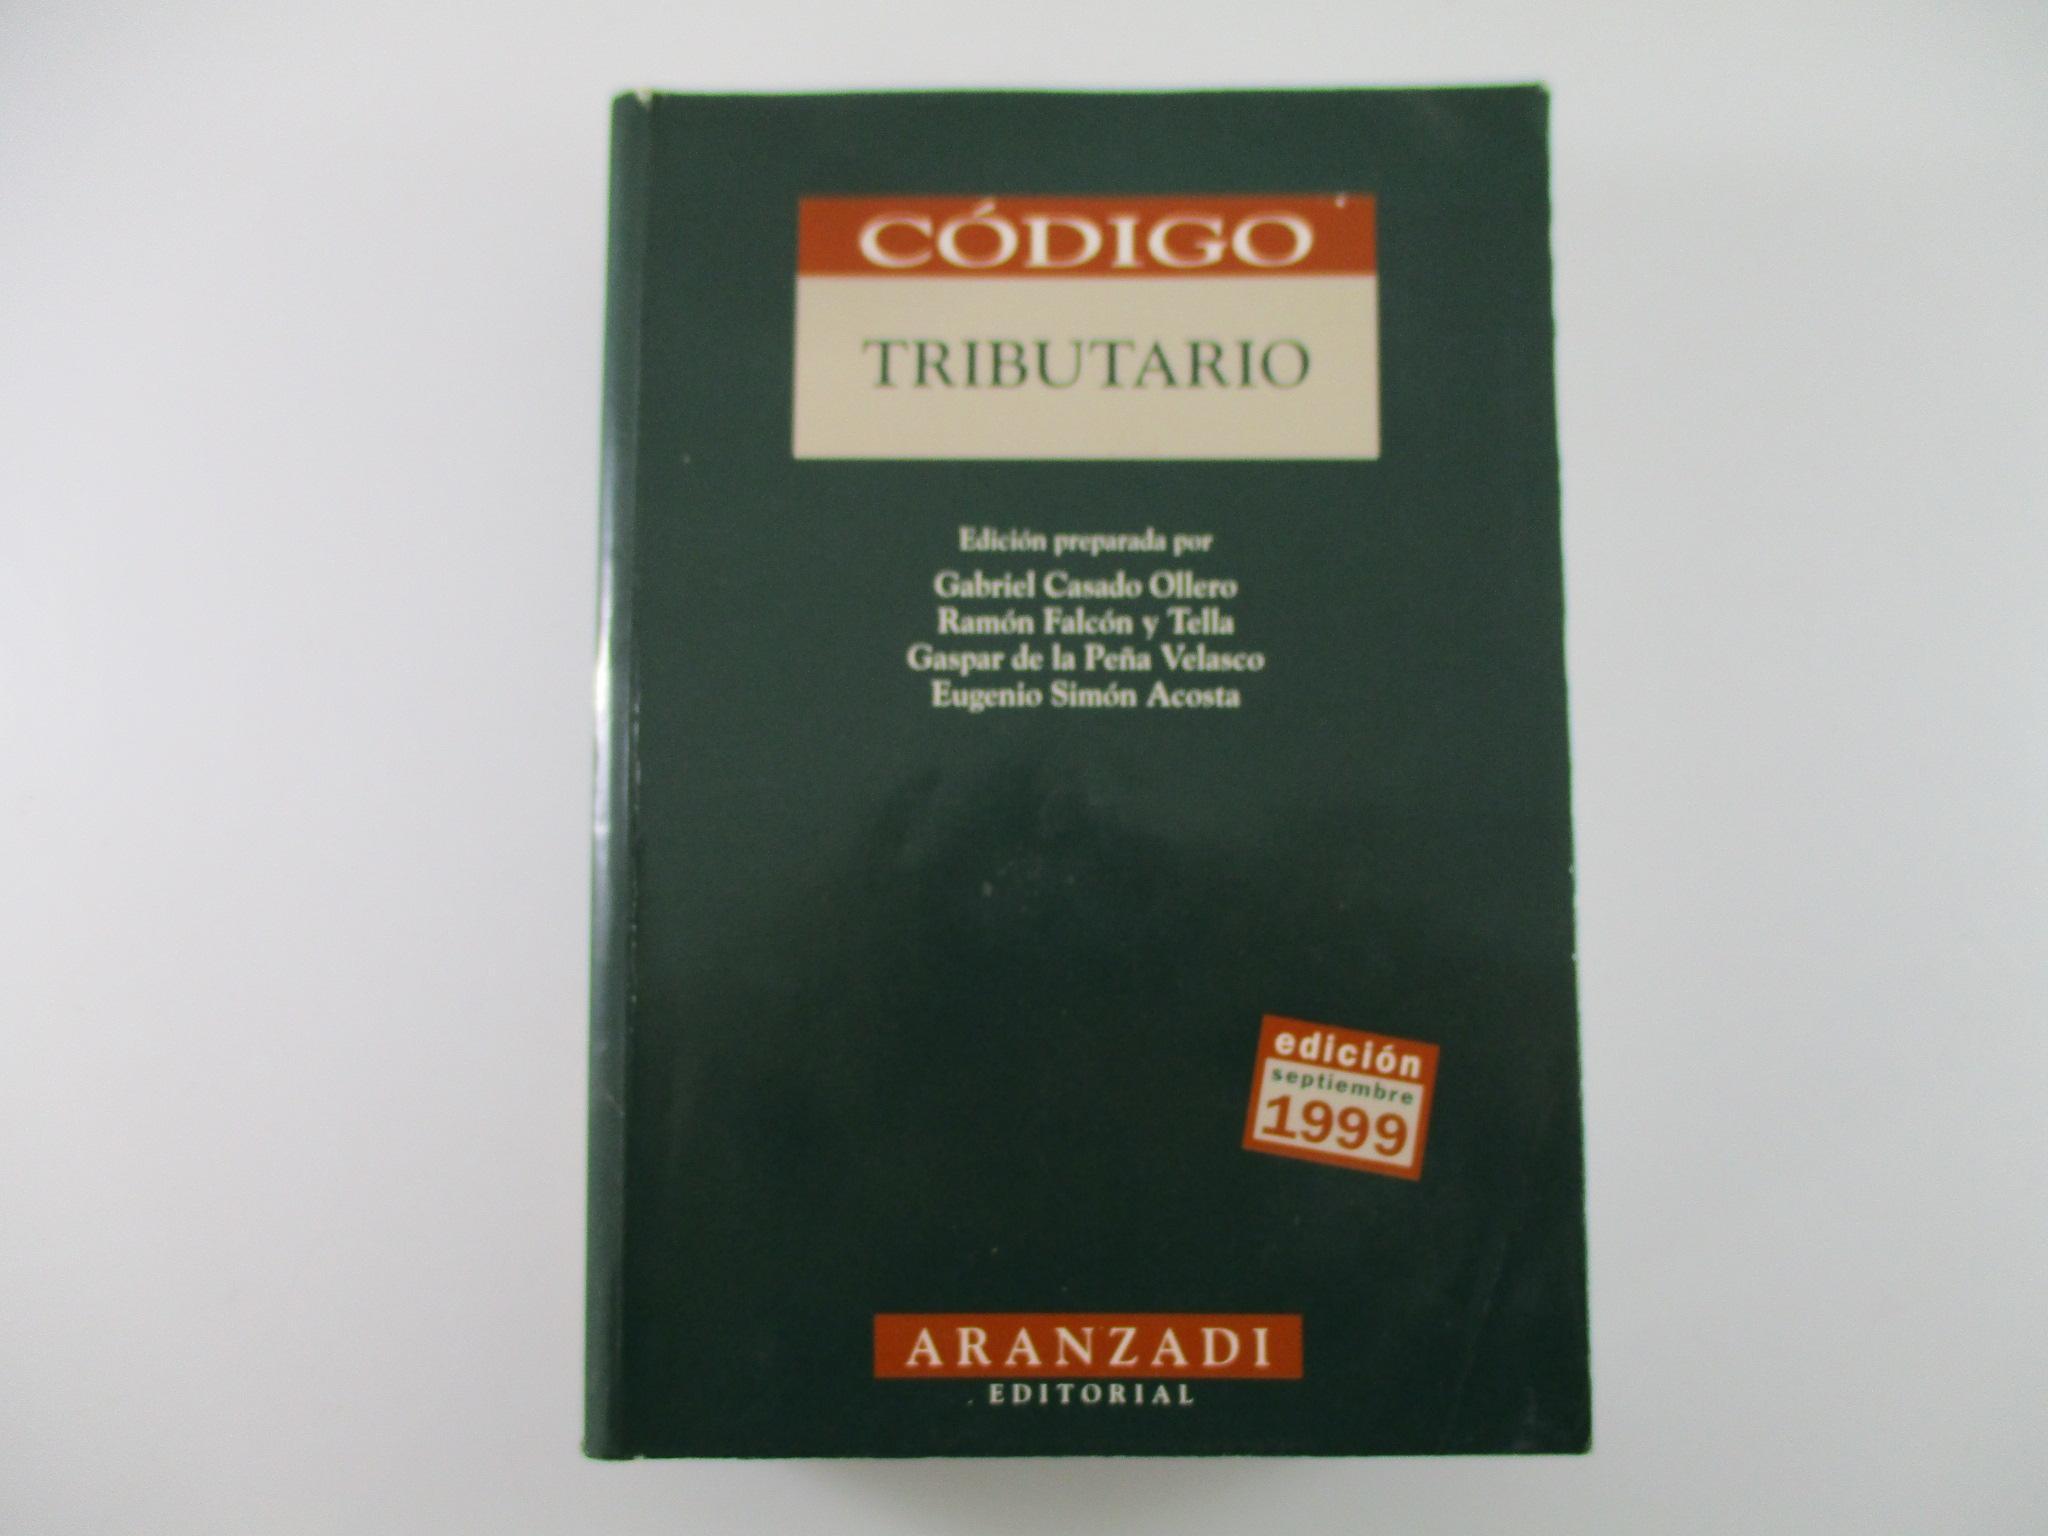 CÓDIGO
TRIBUTARIO
Edición preparada por
Gabriel Casado Ollero
Ramón Falcón y Tella
Gaspar de la Peña Velasco
Eugenio Simón Acosta
edición
septiembre
1999
ARANZADI
EDITORIAL